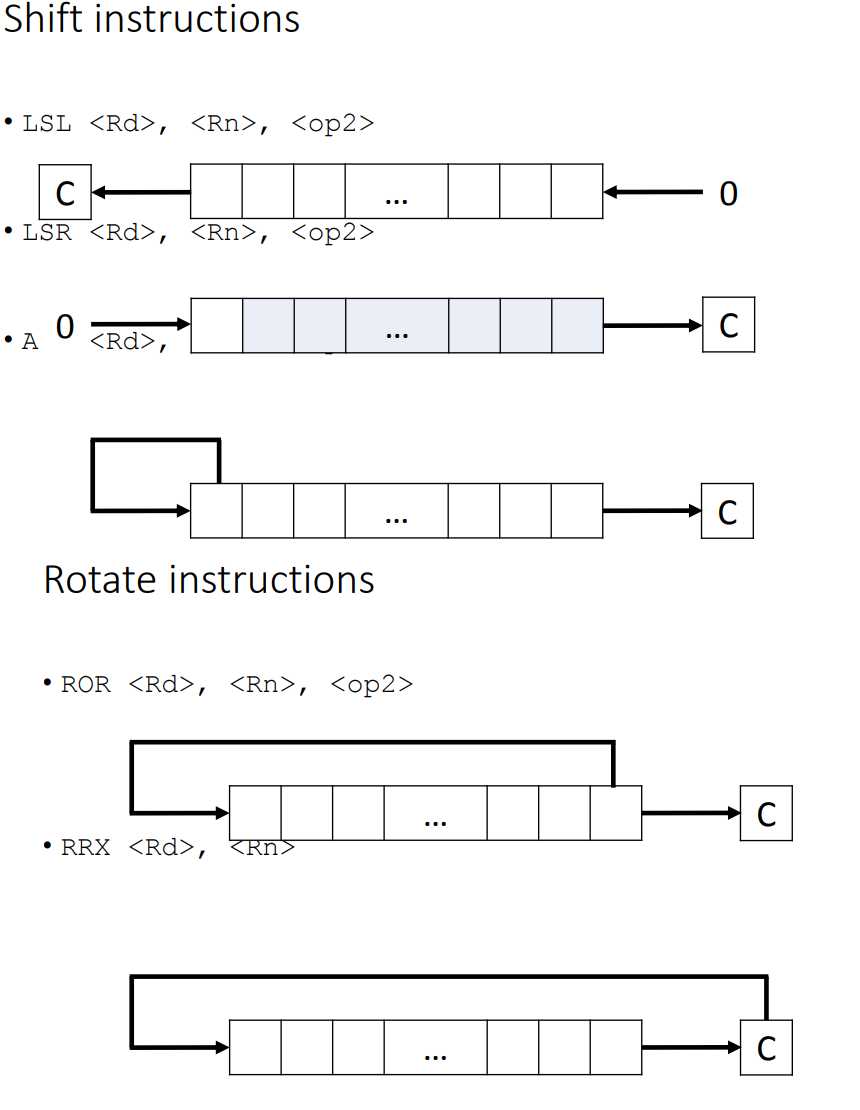 Shift instructions
• LSL <Rd>, <Rn>, <op2>
C ... 0
• LSR <Rd>, <Rn>, <op2>
0 ... C
• A <Rd>,
... C
Rotate instructions
• ROR <Rd>, <Rn>, <op2>
... C
• RRX <Rd>, <Rn>
... C